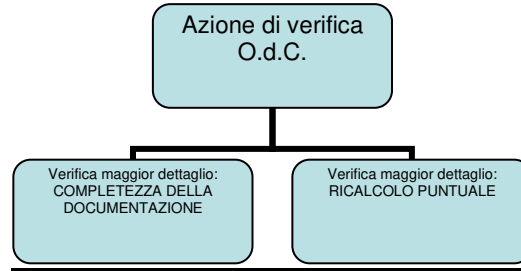 Azione di verifica
O.d.C.
Verifica maggior dettaglio:
COMPLETEZZA DELLA
DOCUMENTAZIONE
Verifica maggior dettaglio:
RICALCOLO PUNTUALE